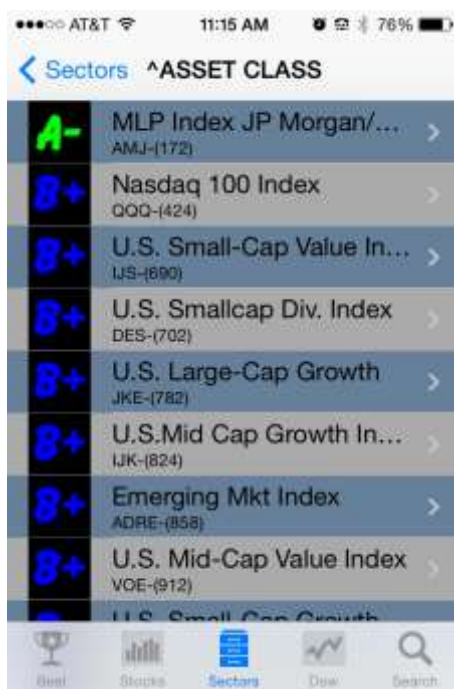 AT&T 11:15 AM 76%
Sectors ^ASSET CLASS
A- MLP Index JP Morgan/...
AMJ-(172)
B+ Nasdaq 100 Index
QQQ-(424)
B+ U.S. Small-Cap Value In...
IJS-(690)
B+ U.S. Smallcap Div. Index
DES-(702)
B+ U.S. Large-Cap Growth
JKE-(782)
B+ U.S.Mid Cap Growth In...
IJK-(824)
B+ Emerging Mkt Index
ADRE-(858)
B+ U.S. Mid-Cap Value Index
VOE-(912)
U.S. Small-Cap Growth
Best Stocks Sectors Dow Search